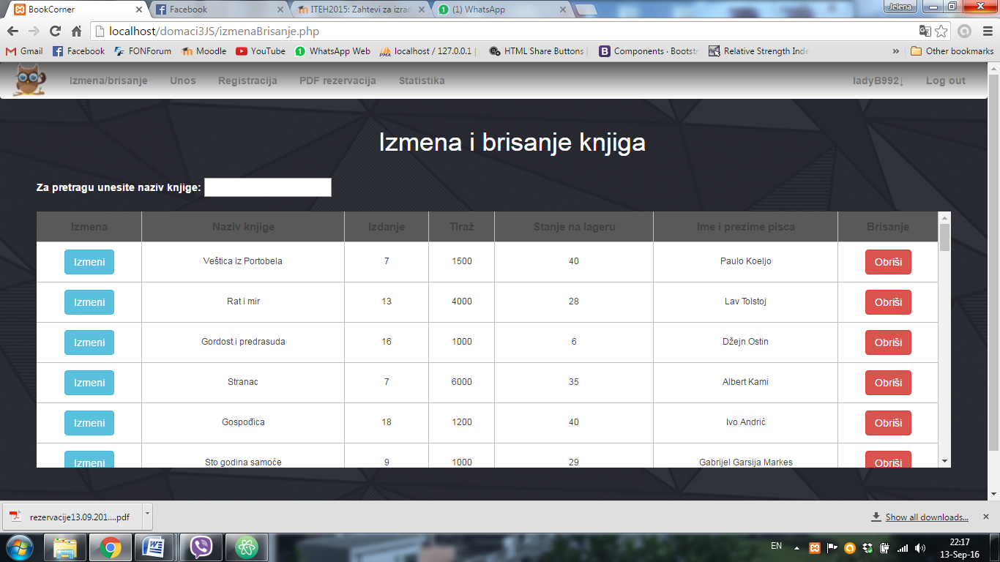 BookCorner
Facebook
ITEH2015: Zahtevi za izrad
(1) WhatsApp
Jelena
localhost/domaci3JS/izmenaBrisanje.php
Gmail Facebook FONForum Moodle YouTube WhatsApp Web localhost / 127.0.0.1 | HTML Share Buttons | Components · Bootstr Relative Strength Inde » Other bookmarks
Izmena/brisanje Unos Registracija PDF rezervacija Statistika ladyB992↓ Log out
Izmena i brisanje knjiga
Za pretragu unesite naziv knjige:
Izmena Naziv knjige Izdanje Tiraž Stanje na lageru Ime i prezime pisca Brisanje
Izmeni Veštica iz Portobela 7 1500 40 Paulo Koeljo Obriši
Izmeni Rat i mir 13 4000 28 Lav Tolstoj Obriši
Izmeni Gordost i predrasuda 16 1000 6 Džejn Ostin Obriši
Izmeni Stranac 7 6000 35 Albert Kami Obriši
Izmeni Gospođica 18 1200 40 Ivo Andrić Obriši
Izmeni Sto godina samoće 9 1000 29 Gabrijel Garsija Markes Obriši
rezervacije13.09.201....pdf Show all downloads...
EN 22:17
13-Sep-16